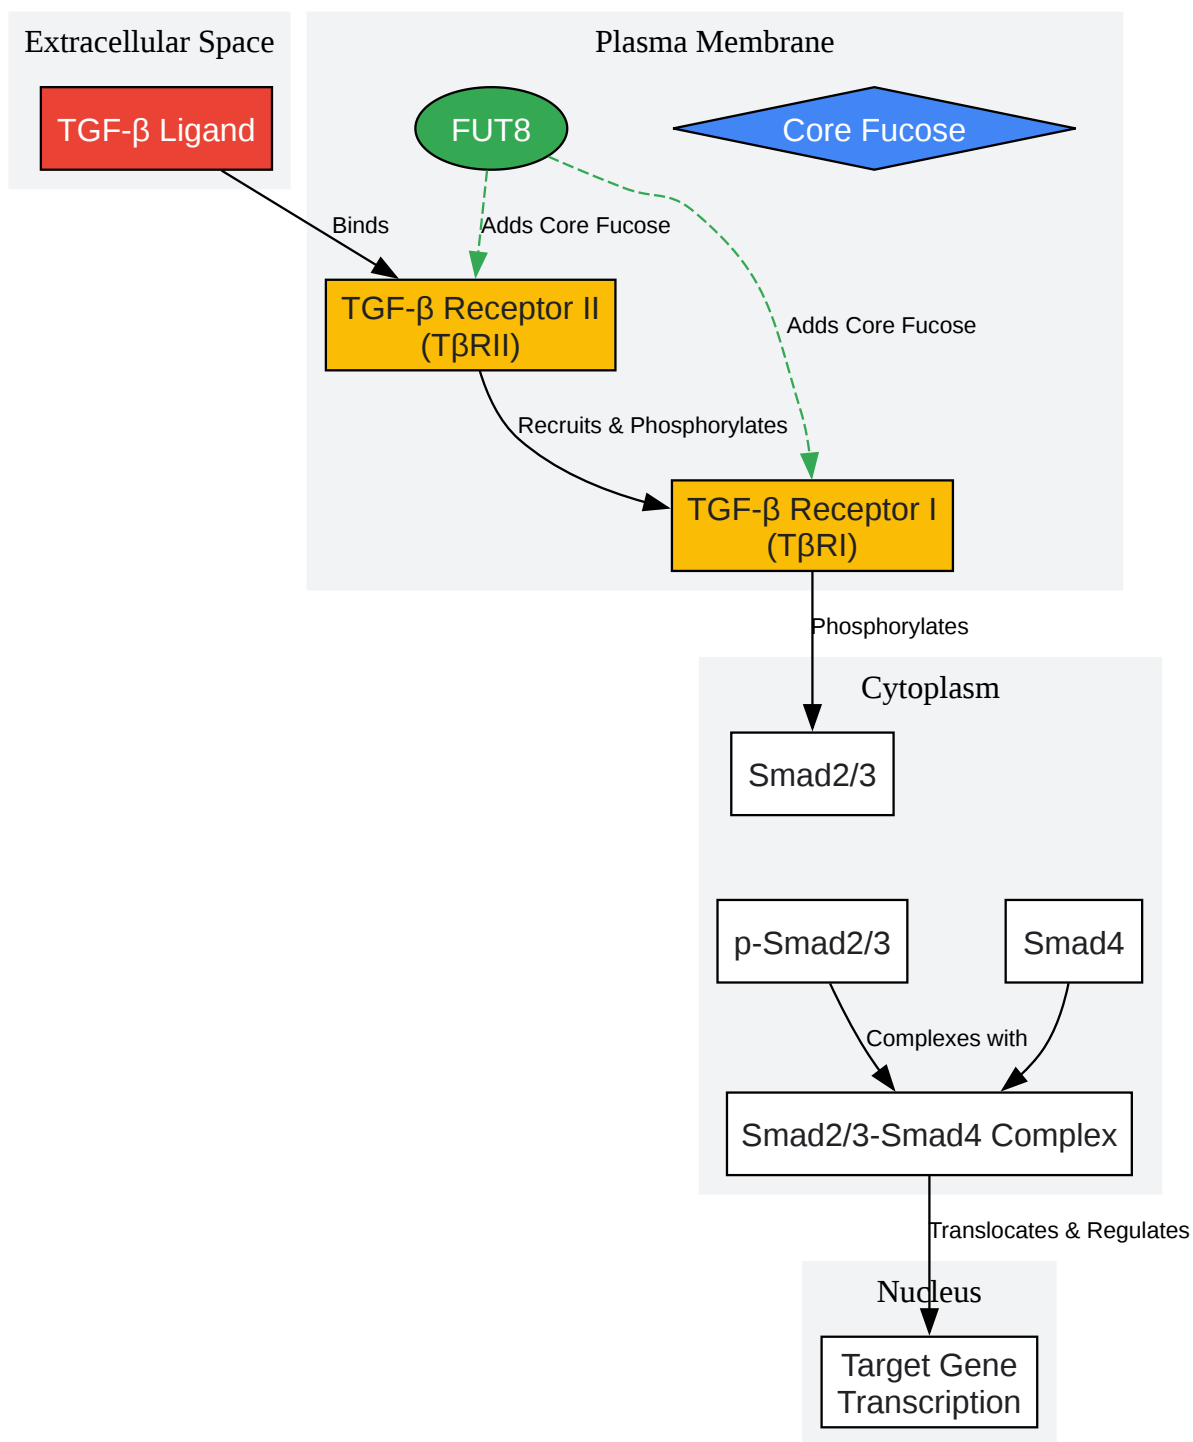 Extracellular Space
Plasma Membrane
TGF-β Ligand
FUT8
Core Fucose
Binds
Adds Core Fucose
TGF-β Receptor II
(TβRII)
Adds Core Fucose
Recruits & Phosphorylates
TGF-β Receptor I
(TβRI)
Phosphorylates
Cytoplasm
Smad2/3
p-Smad2/3
Smad4
Complexes with
Smad2/3-Smad4 Complex
Translocates & Regulates
Nucleus
Target Gene
Transcription